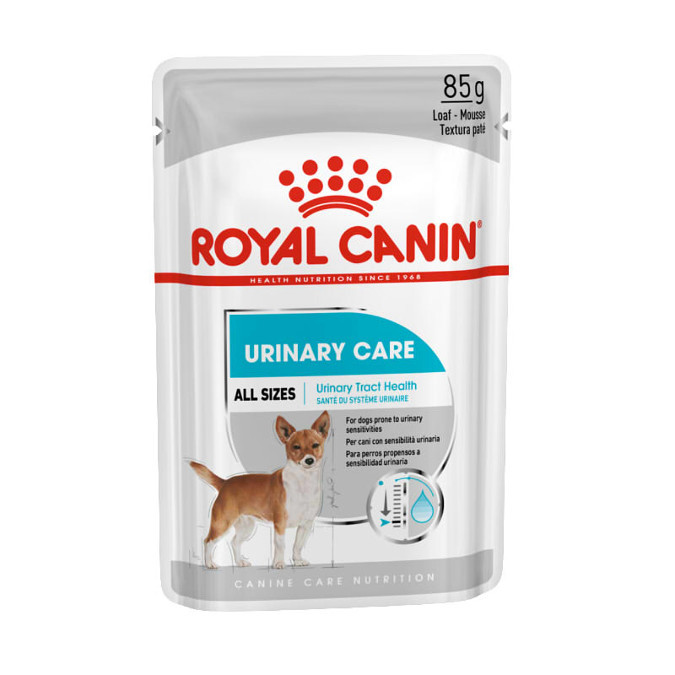 85g
Loaf - Mousse
Textura paté
ROYAL CANIN®
HEALTH NUTRITION SINCE 1968
URINARY CARE
ALL SIZES
Urinary Tract Health
SANTÉ DU SYSTÈME URINAIRE
For dogs prone to urinary
sensitivities
Per cani con sensibilità urinaria
Para perros propensos a
sensibilidad urinaria
CANINE CARE NUTRITION